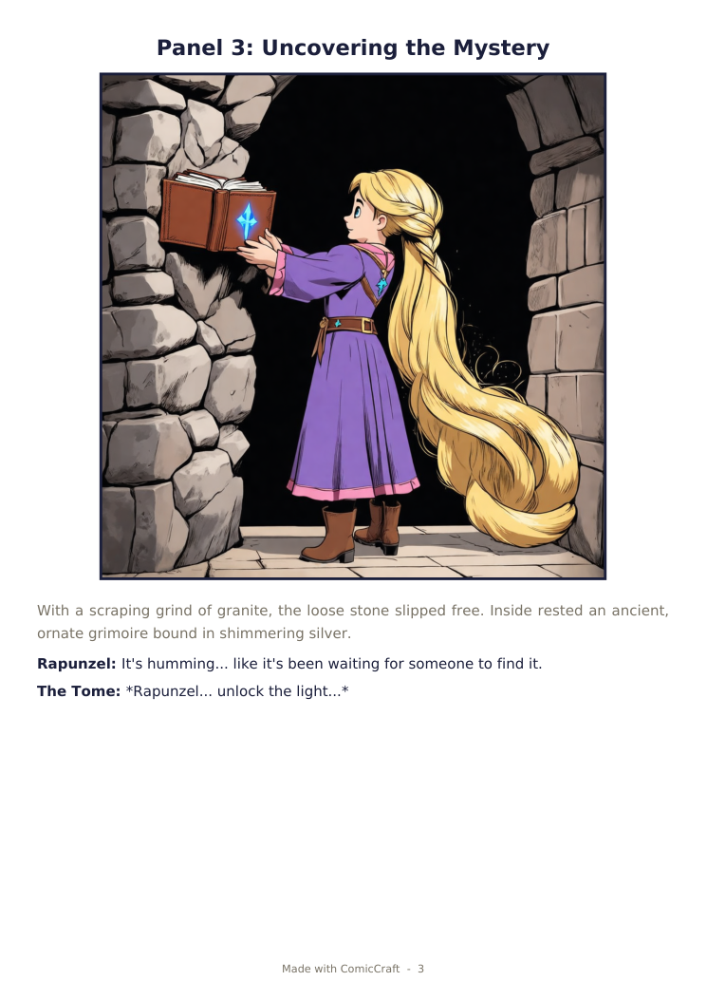 Panel 3: Uncovering the Mystery
With a scraping grind of granite, the loose stone slipped free. Inside rested an ancient,
ornate grimoire bound in shimmering silver.
Rapunzel: It's humming... like it's been waiting for someone to find it.
The Tome: *Rapunzel... unlock the light...*
Made with ComicCraft - 3